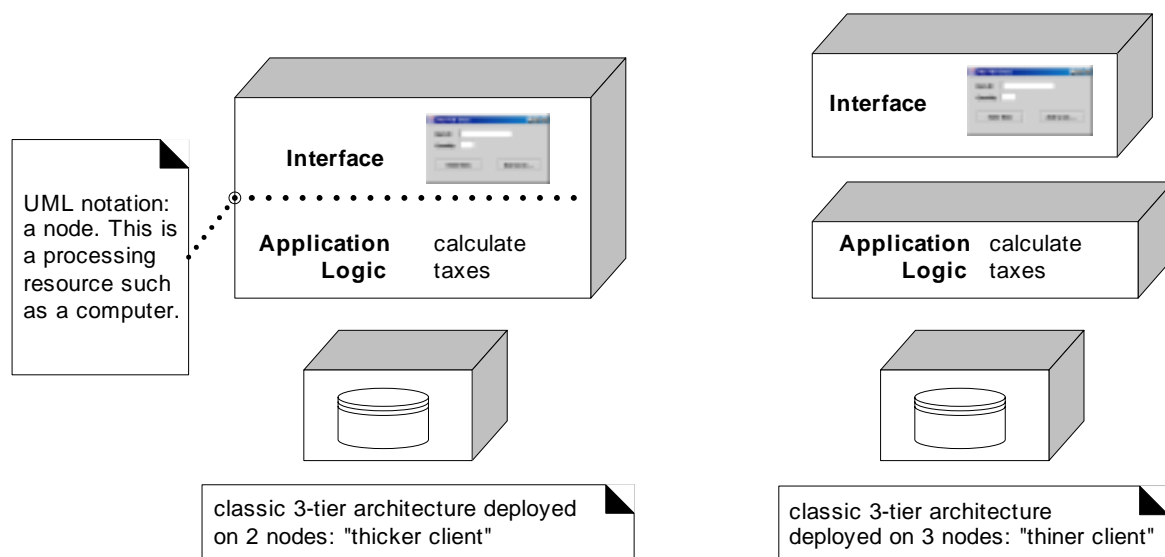 UML notation:
a node. This is
a processing
resource such
as a computer.
Interface
Application calculate
Logic taxes
classic 3-tier architecture deployed
on 2 nodes: "thicker client"
Interface
Application calculate
Logic taxes
classic 3-tier architecture
deployed on 3 nodes: "thiner client"